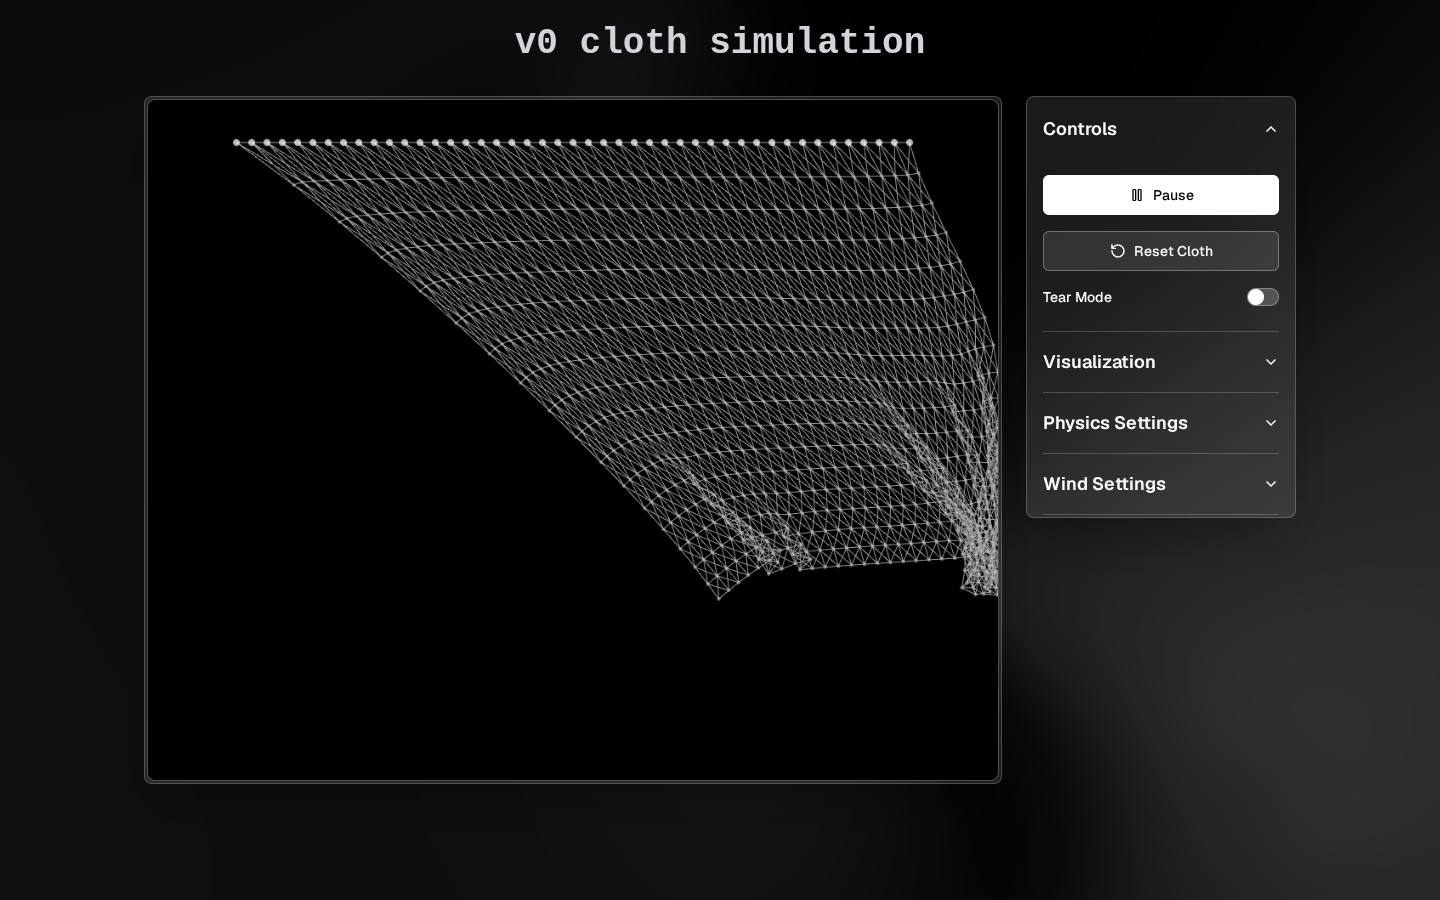 v0 cloth simulation
Controls
Pause
Reset Cloth
Tear Mode
Visualization
Physics Settings
Wind Settings